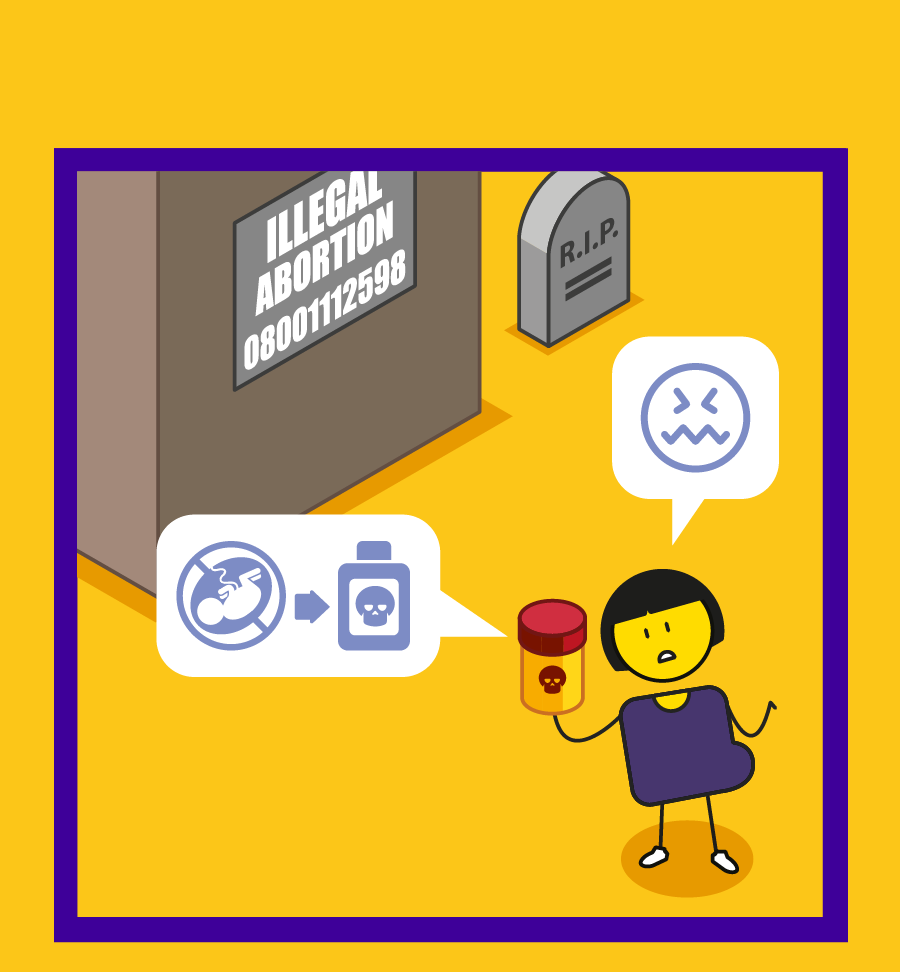 ILLEGAL
ABORTION
08001112598
R.I.P.